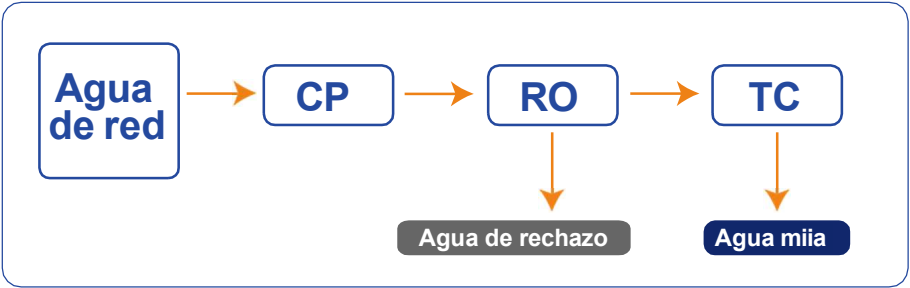 Agua
de red
CP
RO
TC
Agua de rechazo
Agua miia